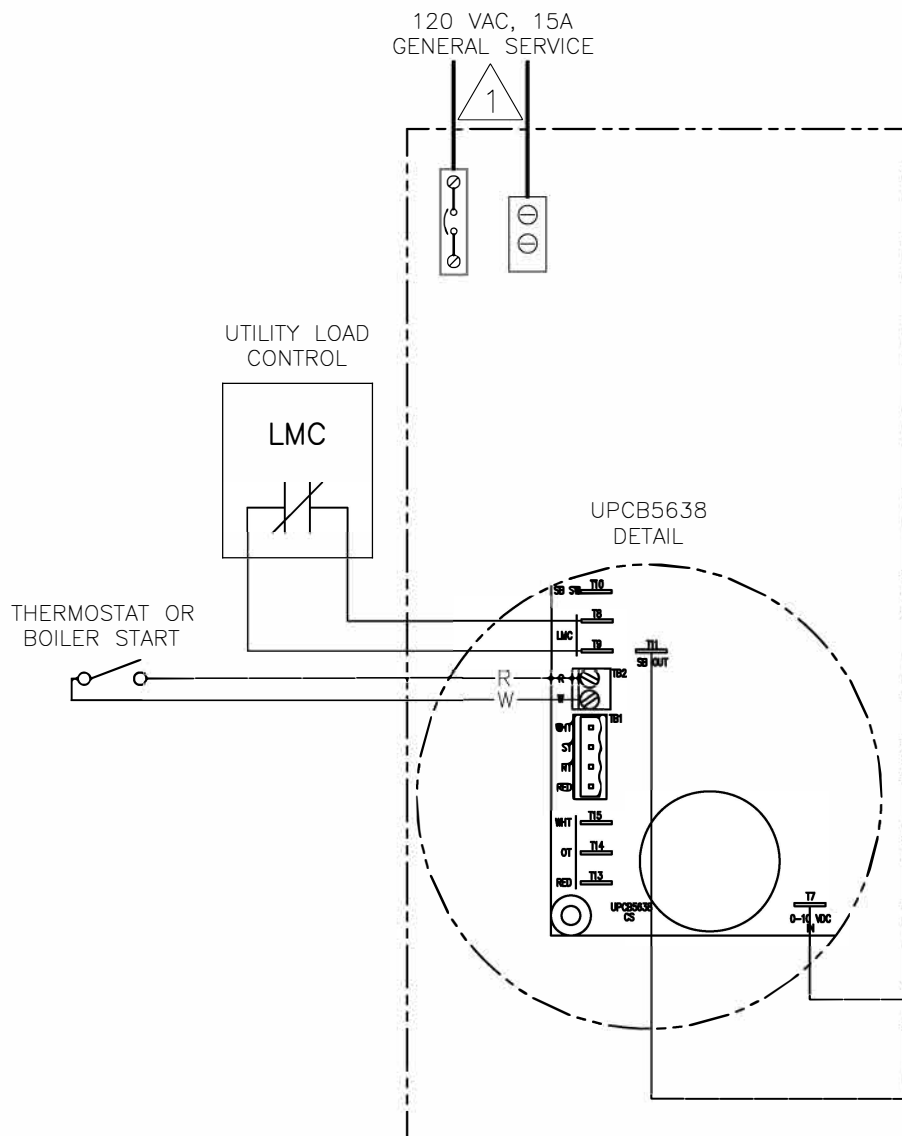 120 VAC, 15A
GENERAL SERVICE
1
UTILITY LOAD
CONTROL
LMC
UPCB5638
DETAIL
THERMOSTAT OR
BOILER START
SB SW T10
T8
LMC
T9
T11
SB OUT
R R TB2
W W
TB1
WHT
ST
RT
RED
WHT T15
OT T14
RED T13
UPCB5638
CS
T7
0-10 VDC
IN